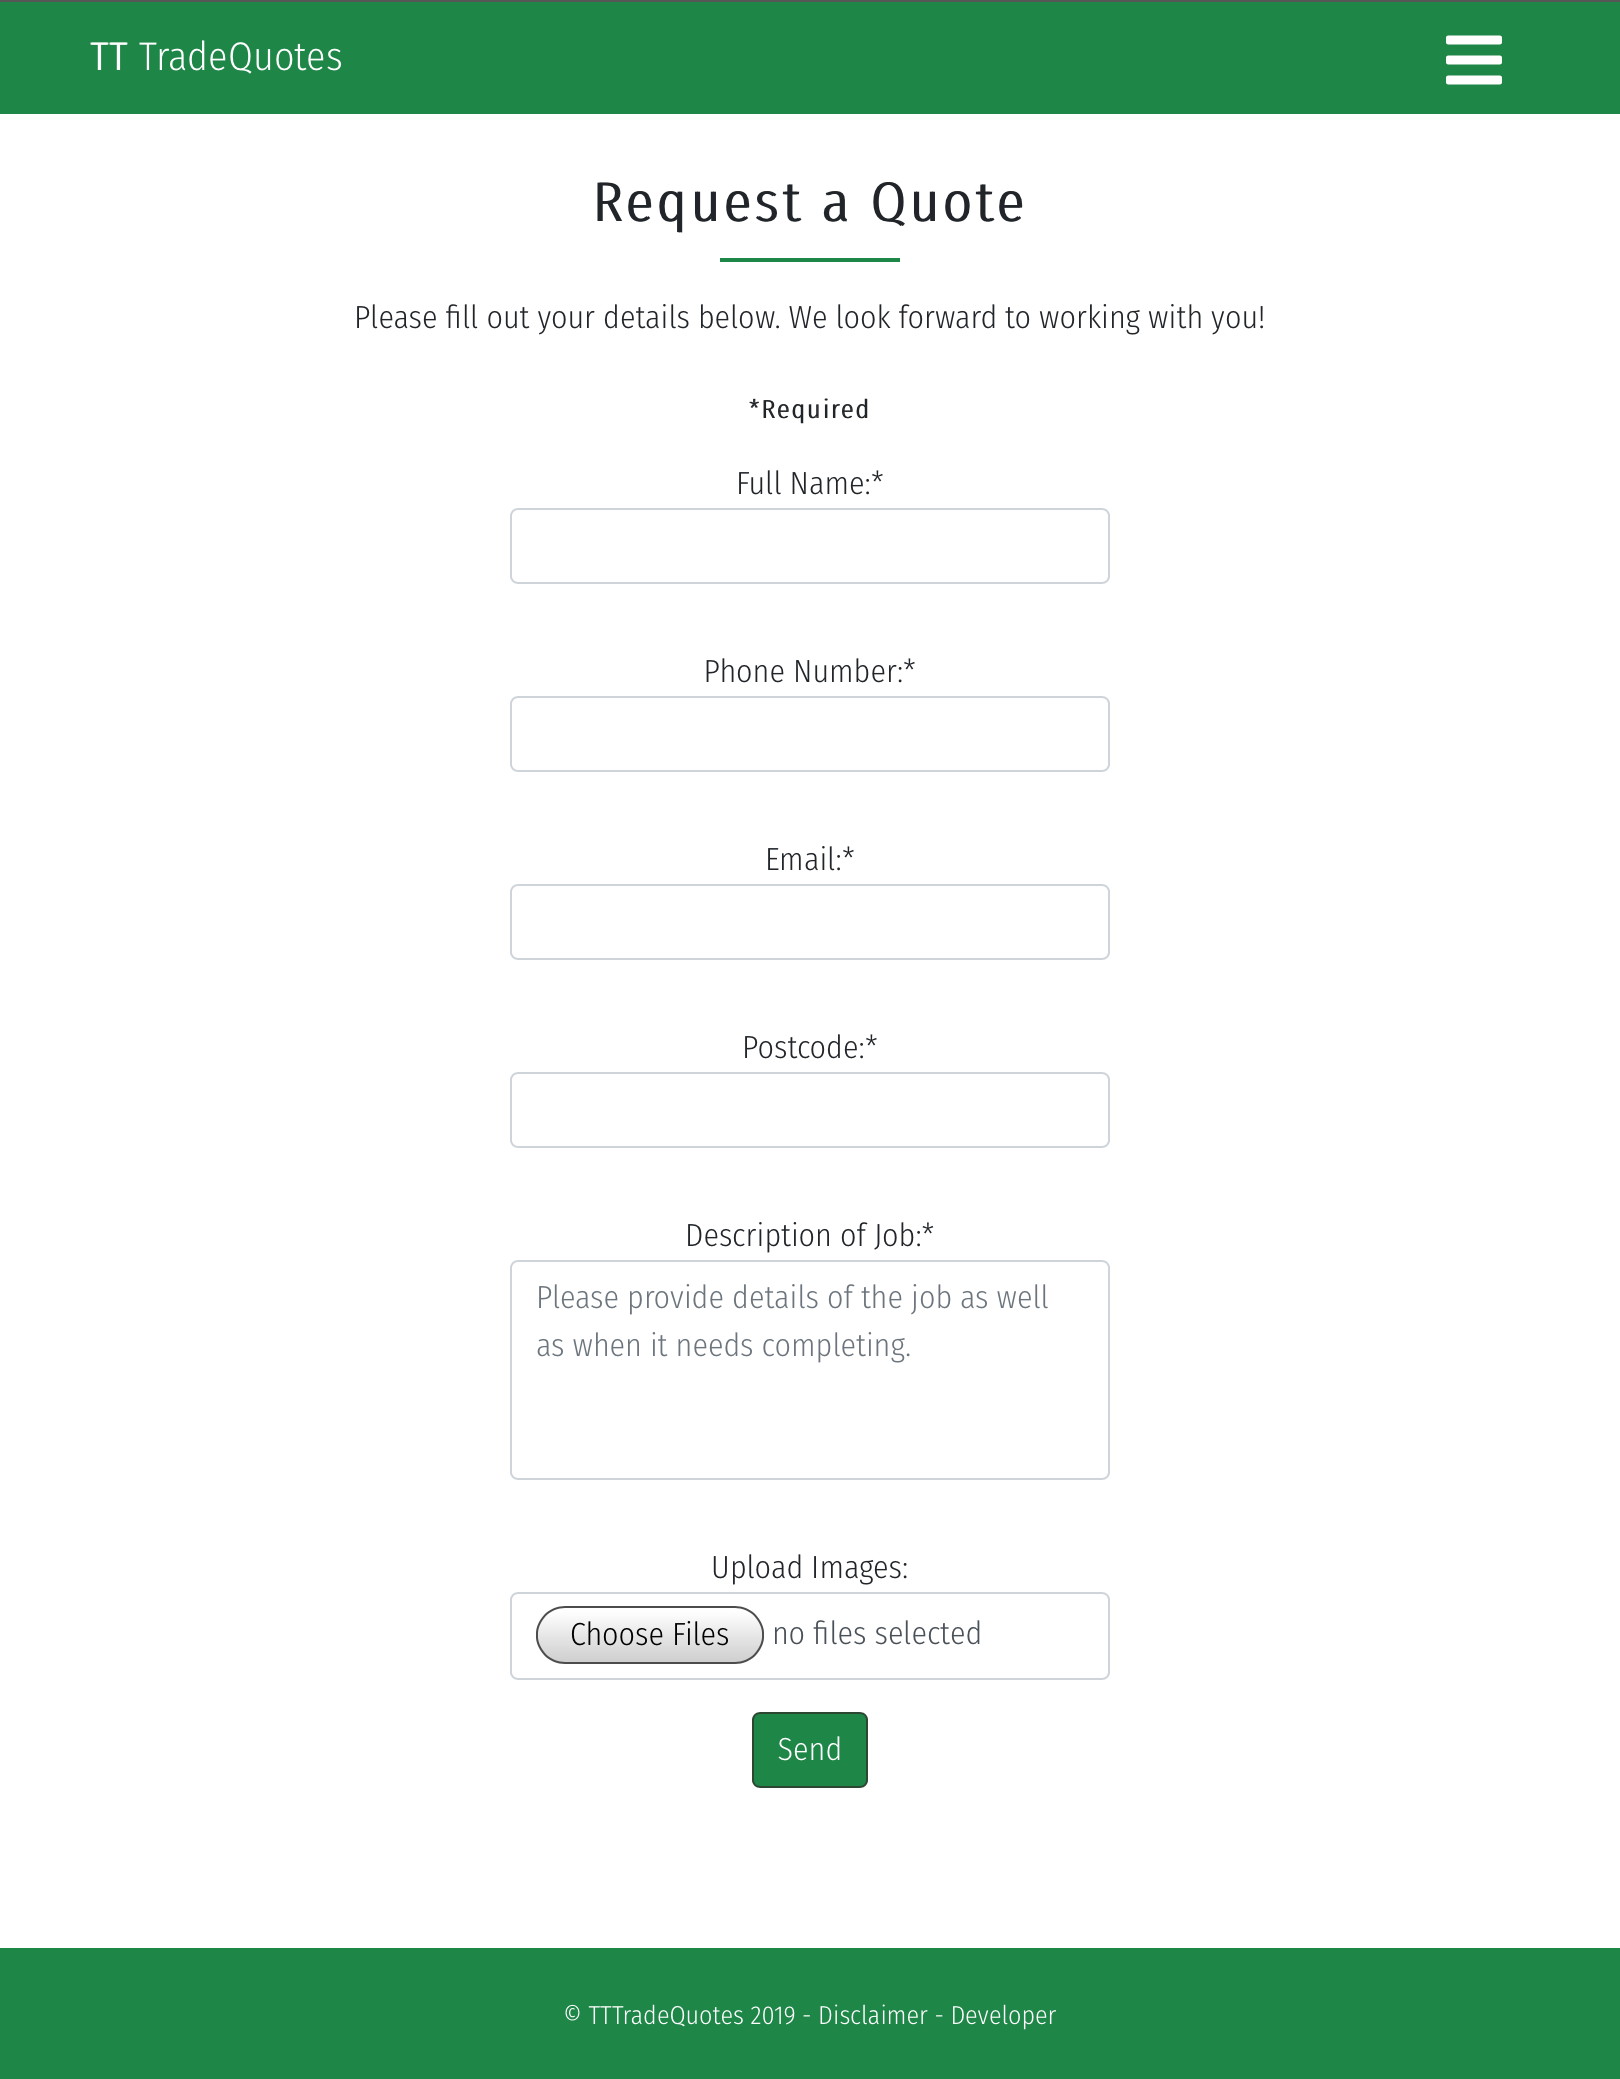 TT TradeQuotes
Request a Quote
Please fill out your details below. We look forward to working with you!
*Required
Full Name:*
Phone Number:*
Email:*
Postcode:*
Description of Job:*
Please provide details of the job as well
as when it needs completing.
Upload Images:
Choose Files no files selected
Send
© TTTradeQuotes 2019 - Disclaimer - Developer